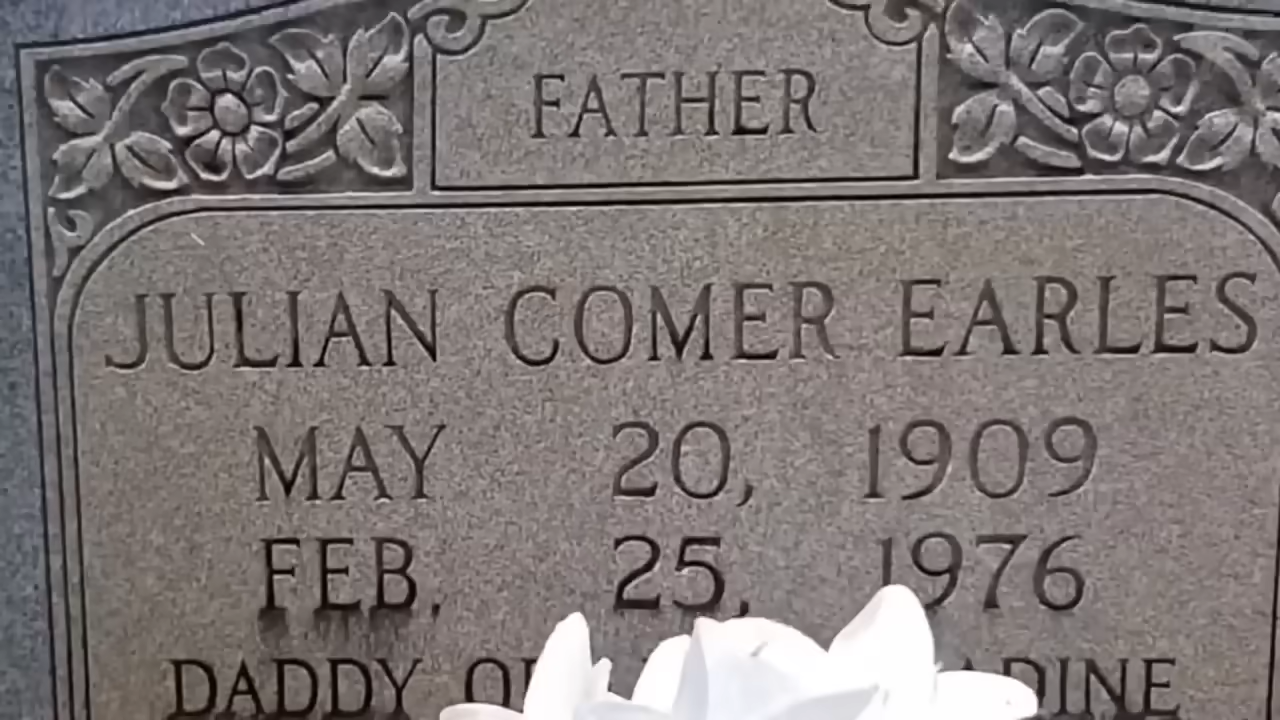 FATHER
JULIAN COMER EARLES
MAY 20, 1909
FEB. 25, 1976
DADDY